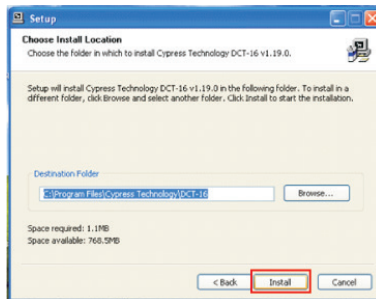 Setup
Choose Install Location
Choose the folder in which to install Cypress Technology DCT-16 v1.19.0.
Setup will install Cypress Technology DCT-16 v1.19.0 in the following folder. To install in a
different folder, click Browse and select another folder. Click Install to start the installation.
Destination Folder
C:\Program Files\Cypress Technology\DCT-16
Browse...
Space required: 1.1MB
Space available: 768.5MB
< Back
Install
Cancel